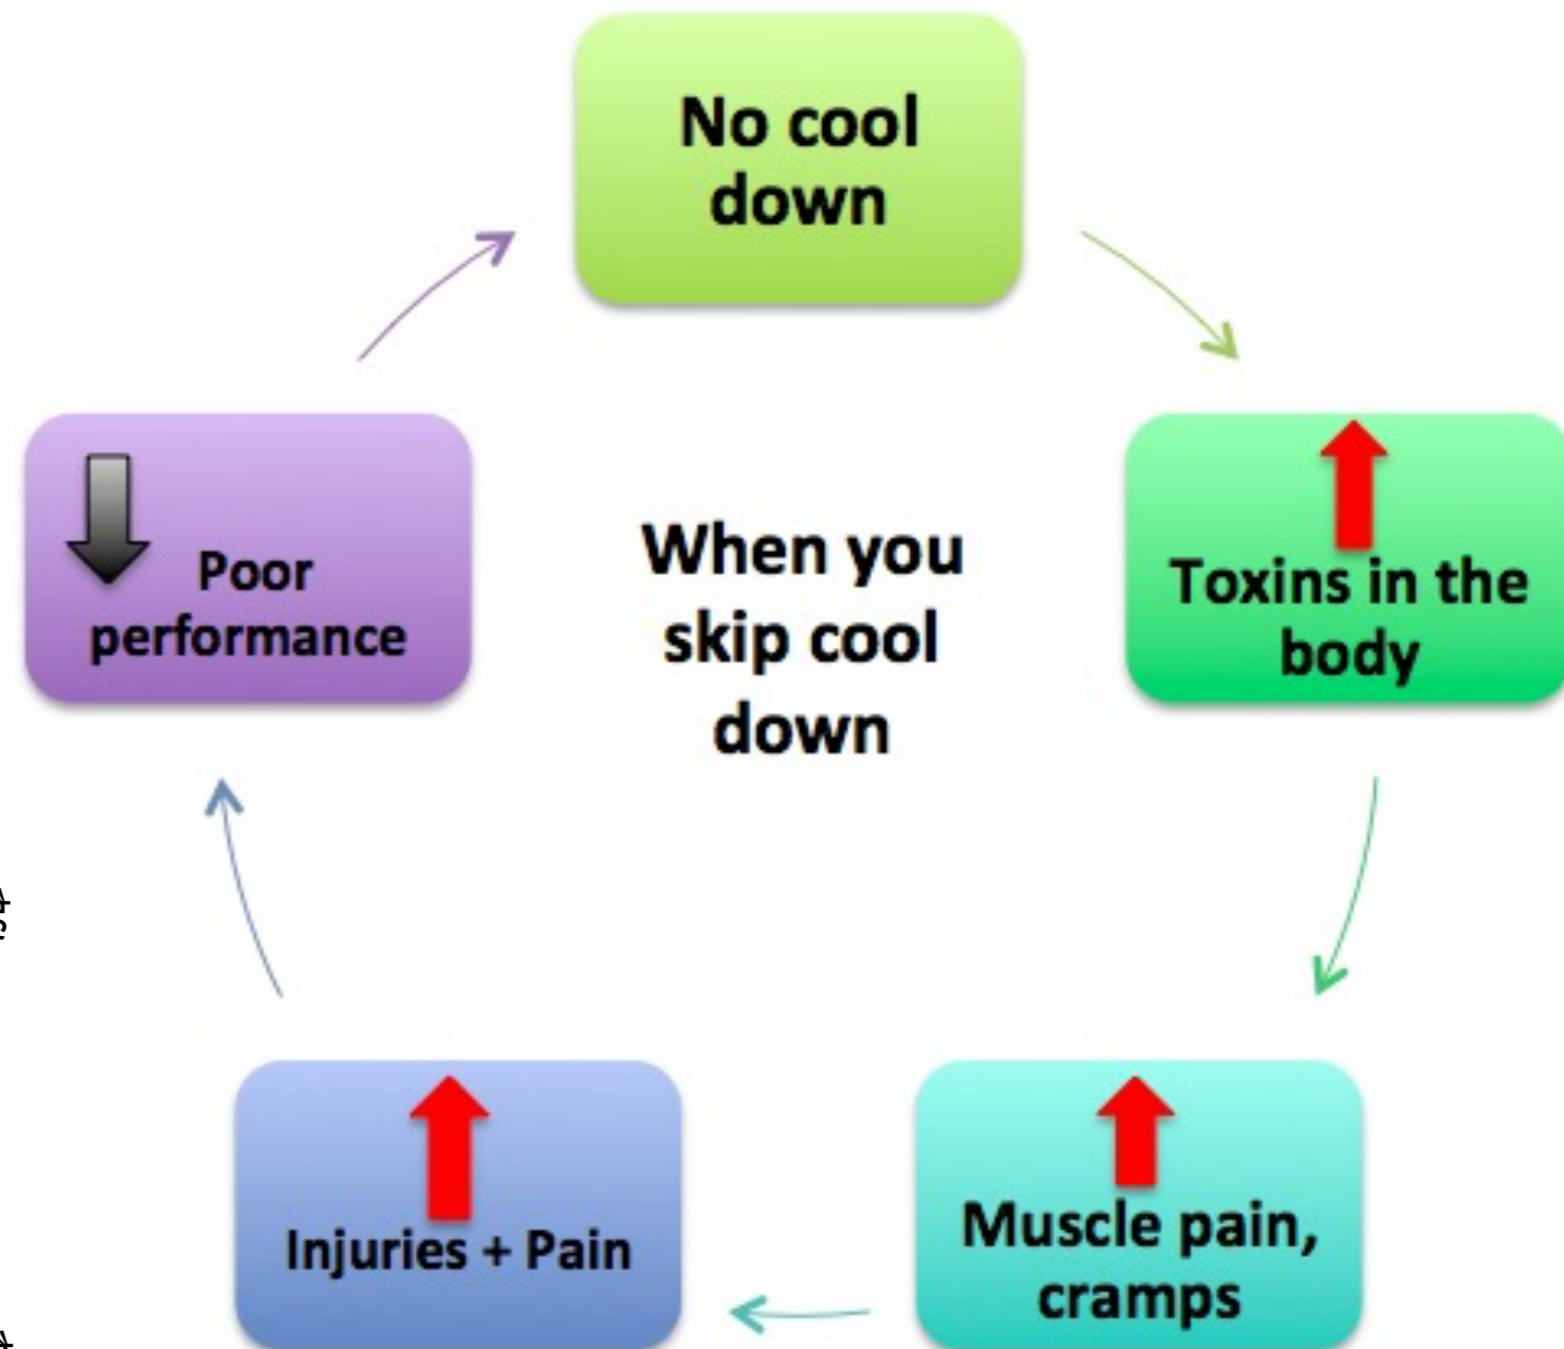 No cool
down
Toxins in the
body
Muscle pain,
cramps
Injuries + Pain
Poor
performance
When you
skip cool
down